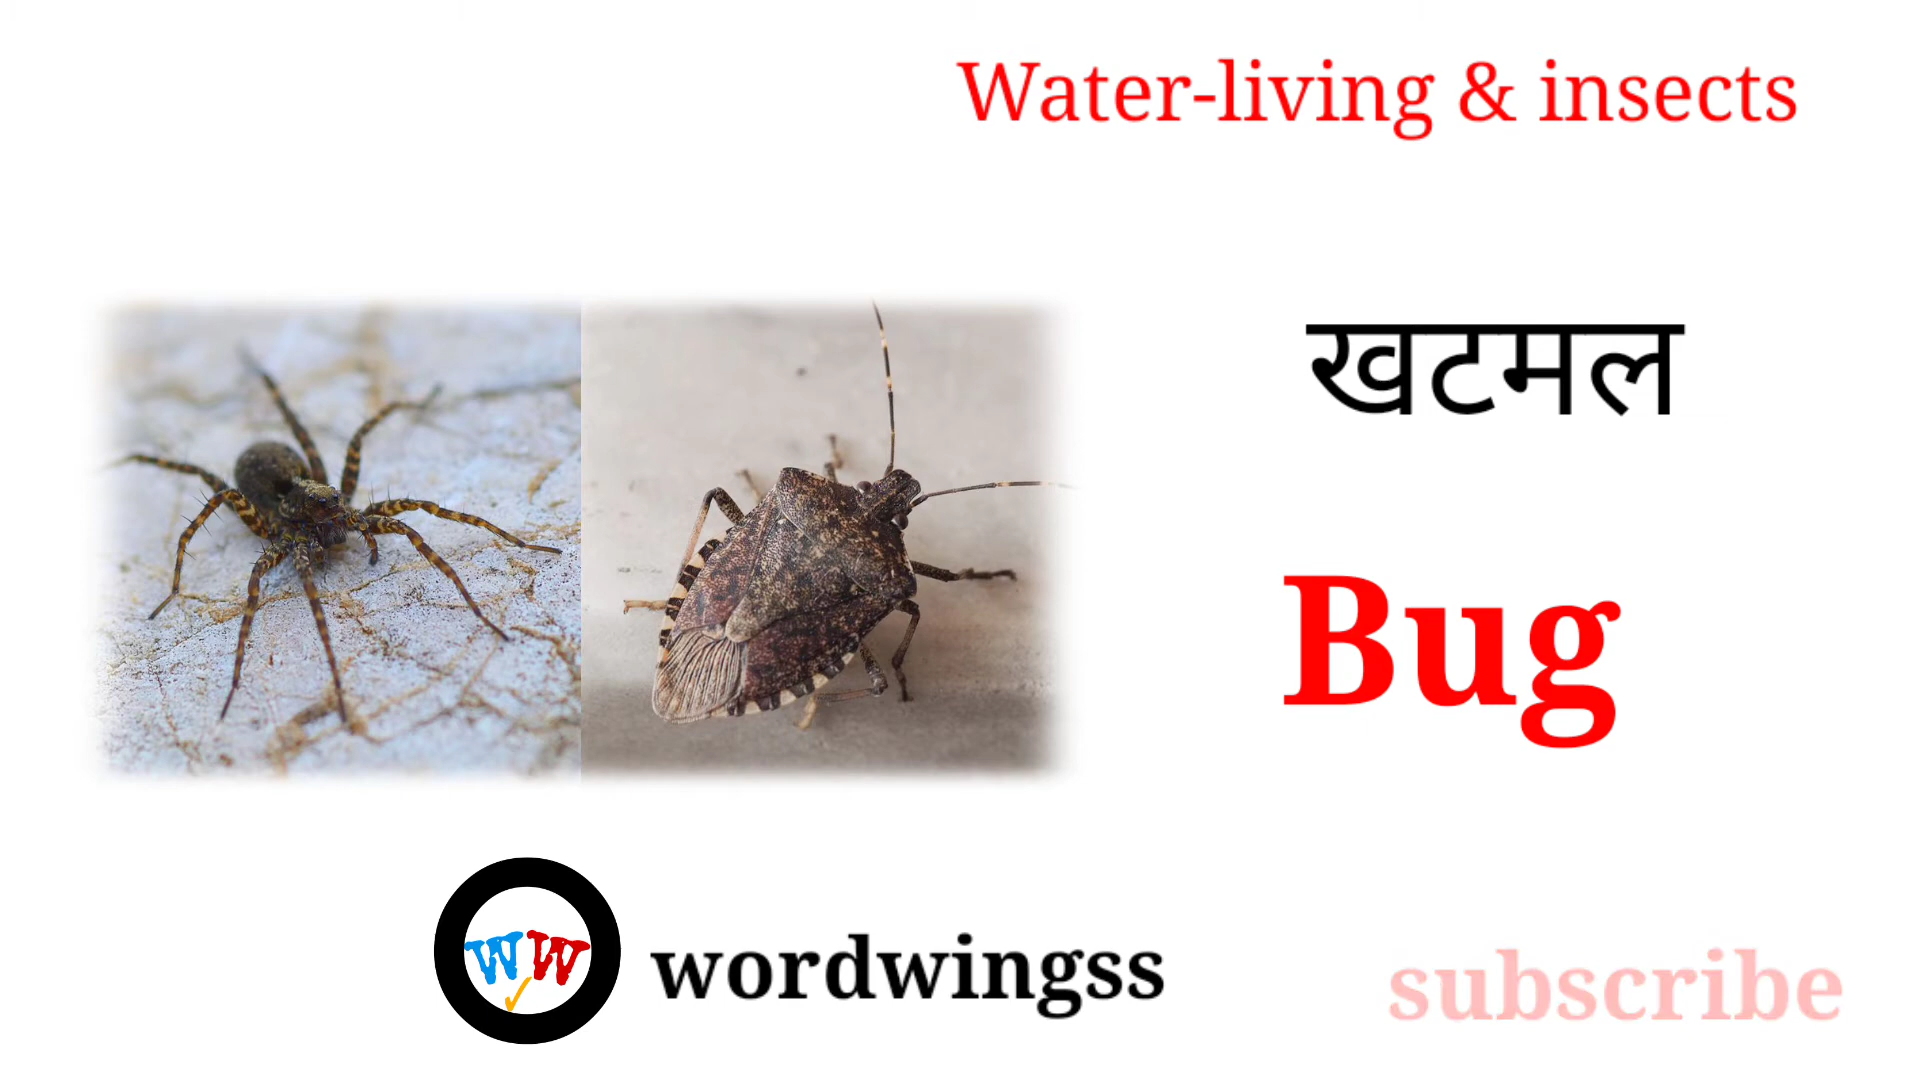 Water-living & insects
खटमल
Bug
WW
wordwingss
subscribe